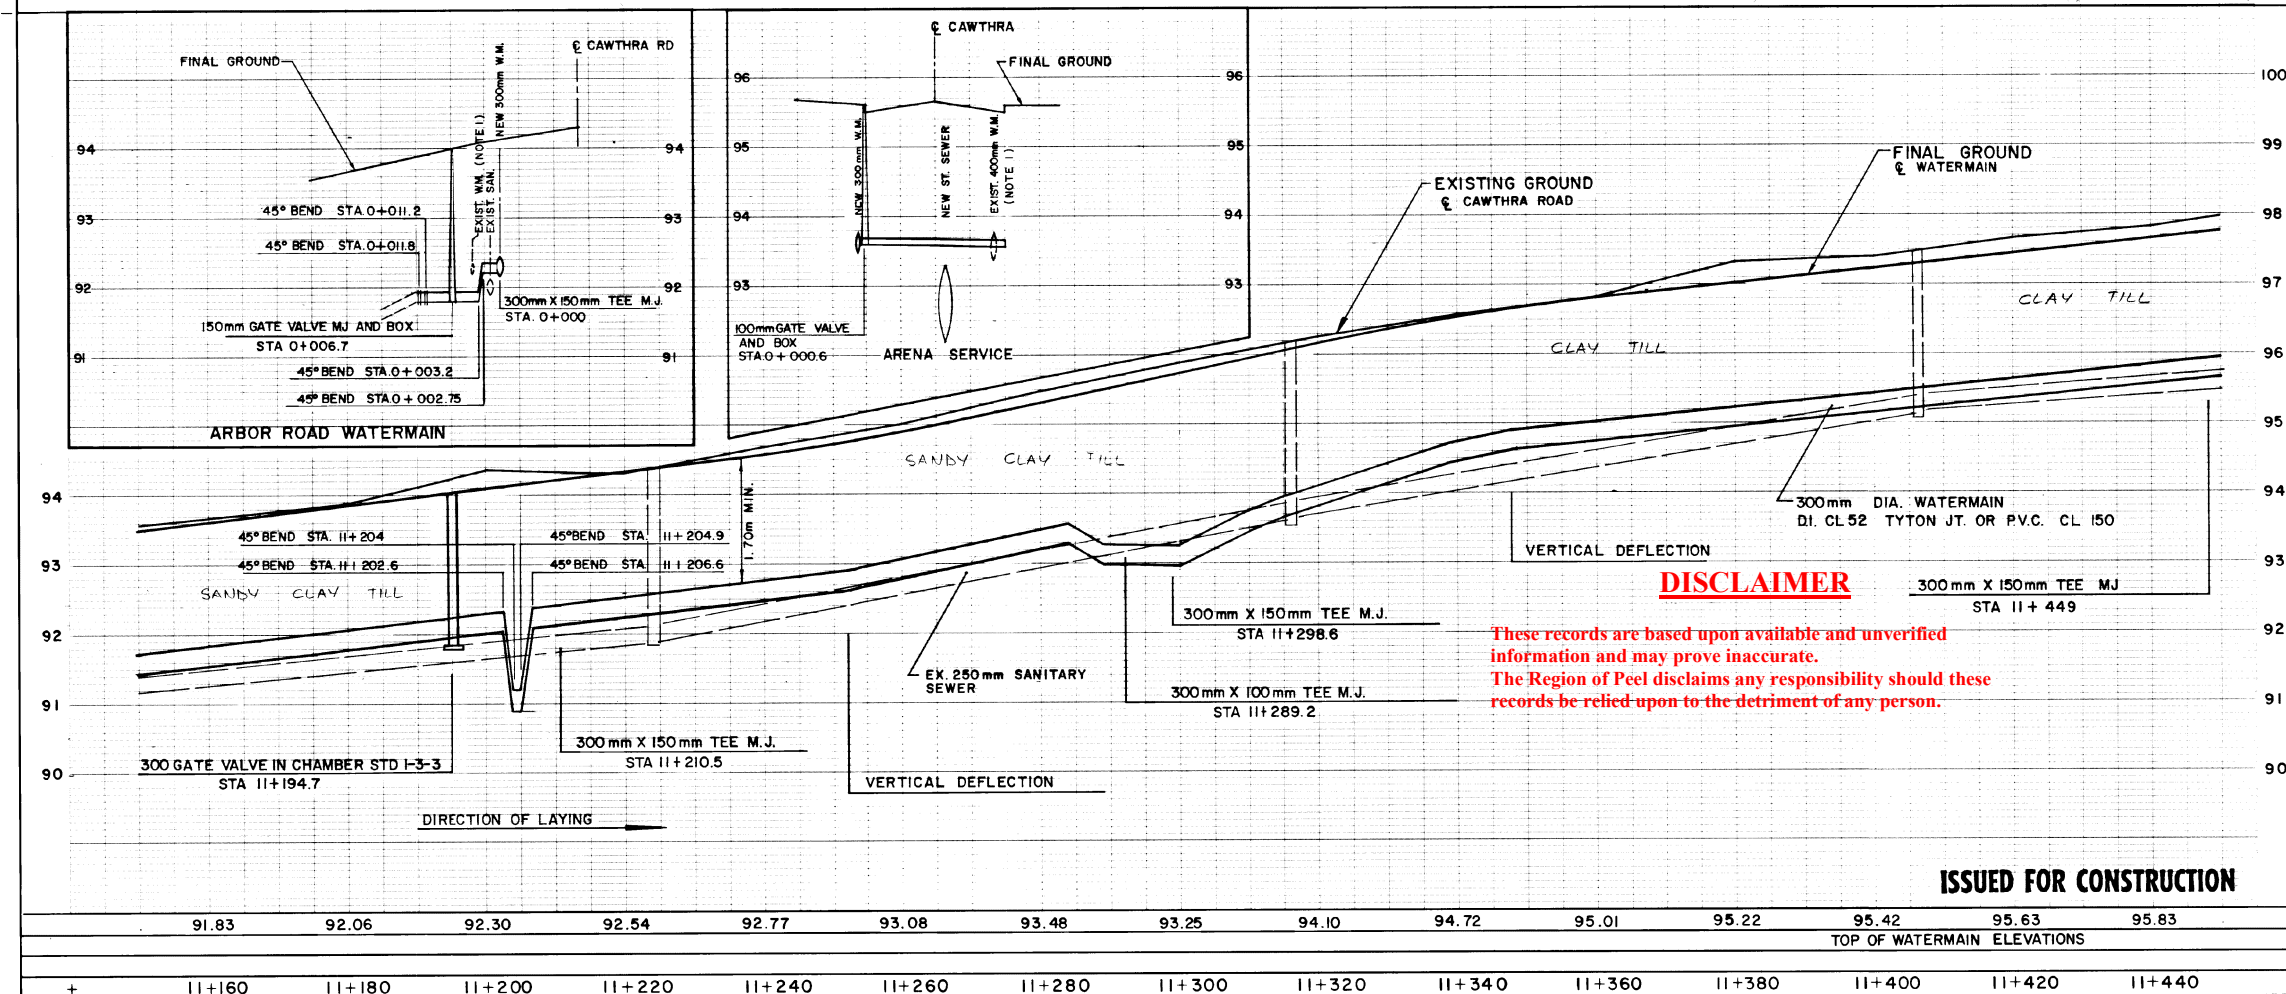 ℄ CAWTHRA RD
FINAL GROUND
EXIST. W.M. (NOTE 1)
EXIST. SAN.
NEW 300mm W.M.
94
94
45° BEND STA. 0+011.2
93
93
45° BEND STA. 0+011.8
92
92
300mm X 150mm TEE M.J.
STA. 0+000
150mm GATE VALVE MJ AND BOX
STA 0+006.7
91
91
45° BEND STA. 0+003.2
45° BEND STA 0+002.75
ARBOR ROAD WATERMAIN
℄ CAWTHRA
FINAL GROUND
96
96
95
95
NEW 300mm W.M.
NEW ST. SEWER
EXIST. 400mm W.M.
(NOTE 1)
94
94
93
93
100mm GATE VALVE
AND BOX
STA.0+000.6
ARENA SERVICE
100
99
98
97
96
95
94
93
92
91
90
EXISTING GROUND
℄ CAWTHRA ROAD
FINAL GROUND
℄ WATERMAIN
CLAY TILL
CLAY TILL
SANDY CLAY TILL
94
93
92
91
90
45° BEND STA. 11+204
45° BEND STA. 11+204.9
45° BEND STA. 11+202.6
45° BEND STA. 11+206.6
1.70m MIN.
SANDY CLAY TILL
300mm DIA. WATERMAIN
D.I. CL 52 TYTON JT. OR P.V.C. CL 150
VERTICAL DEFLECTION
DISCLAIMER
300mm X 150mm TEE MJ
STA 11+449
300mm X 150mm TEE M.J.
STA 11+298.6
These records are based upon available and unverified
information and may prove inaccurate.
The Region of Peel disclaims any responsibility should these
records be relied upon to the detriment of any person.
EX. 250mm SANITARY
SEWER
300mm X 100mm TEE M.J.
STA 11+289.2
300mm X 150mm TEE M.J.
STA 11+210.5
300 GATE VALVE IN CHAMBER STD 1-3-3
STA 11+194.7
VERTICAL DEFLECTION
DIRECTION OF LAYING
ISSUED FOR CONSTRUCTION
91.83 92.06 92.30 92.54 92.77 93.08 93.48 93.25 94.10 94.72 95.01 95.22 95.42 95.63 95.83
TOP OF WATERMAIN ELEVATIONS
+ 11+160 11+180 11+200 11+220 11+240 11+260 11+280 11+300 11+320 11+340 11+360 11+380 11+400 11+420 11+440